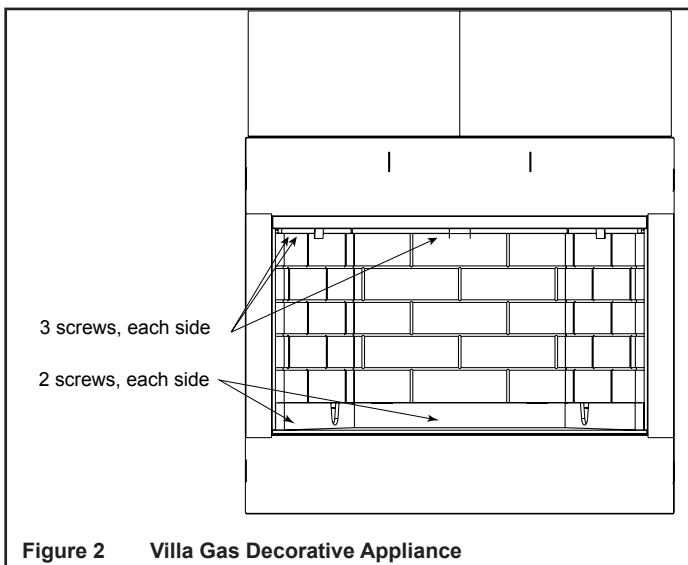 3 screws, each side
2 screws, each side
Figure 2 Villa Gas Decorative Appliance